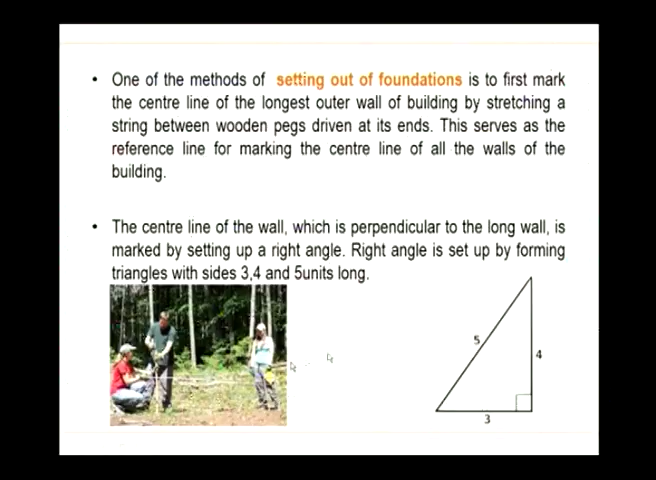 • One of the methods of setting out of foundations is to first mark
the centre line of the longest outer wall of building by stretching a
string between wooden pegs driven at its ends. This serves as the
reference line for marking the centre line of all the walls of the
building.
• The centre line of the wall, which is perpendicular to the long wall, is
marked by setting up a right angle. Right angle is set up by forming
triangles with sides 3,4 and 5units long.
5
4
3